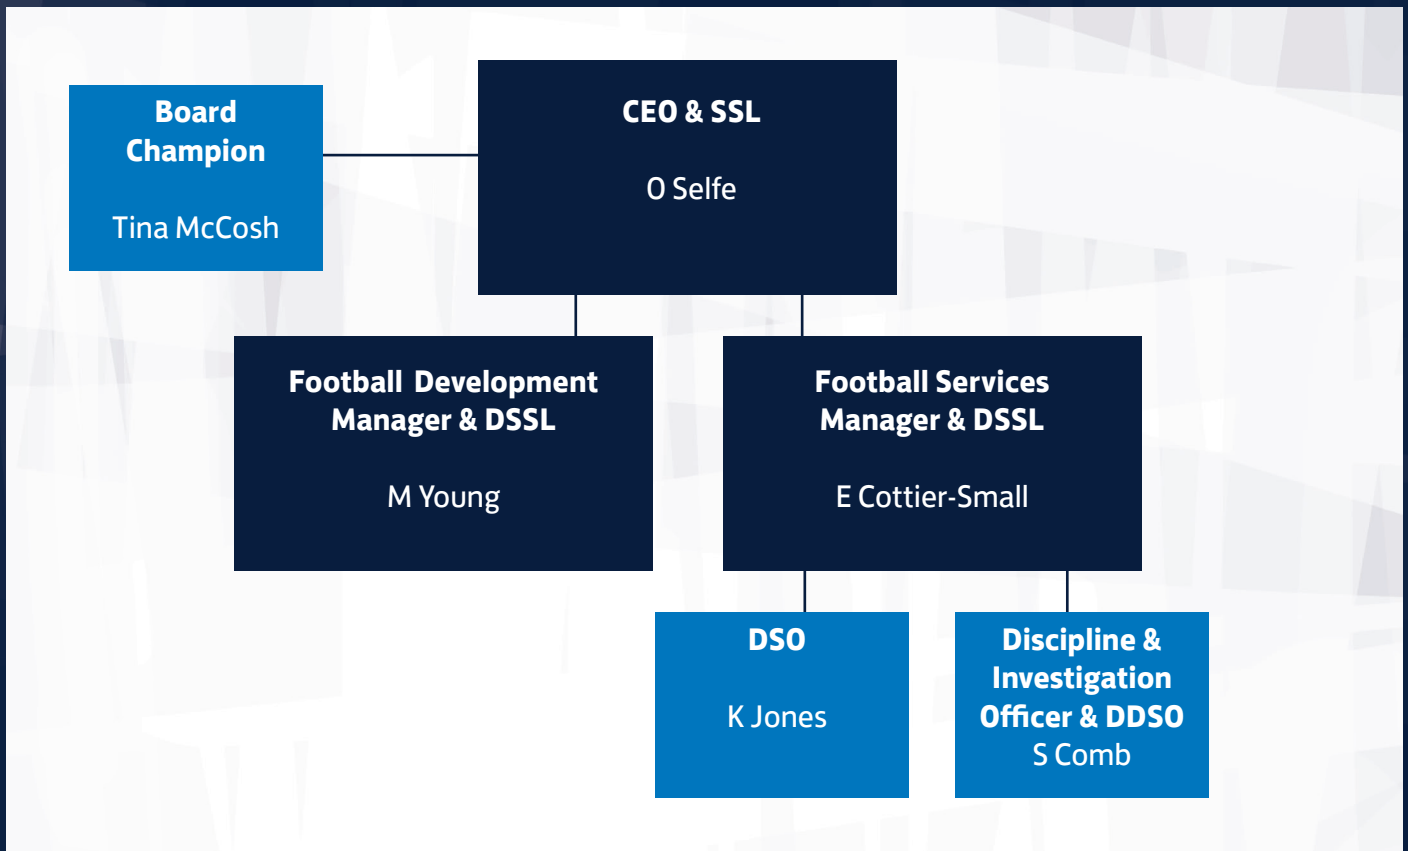 Board
Champion
Tina McCosh
CEO & SSL
O Selfe
Football Development
Manager & DSSL
M Young
Football Services
Manager & DSSL
E Cottier-Small
DSO
K Jones
Discipline &
Investigation
Officer & DDSO
S Comb